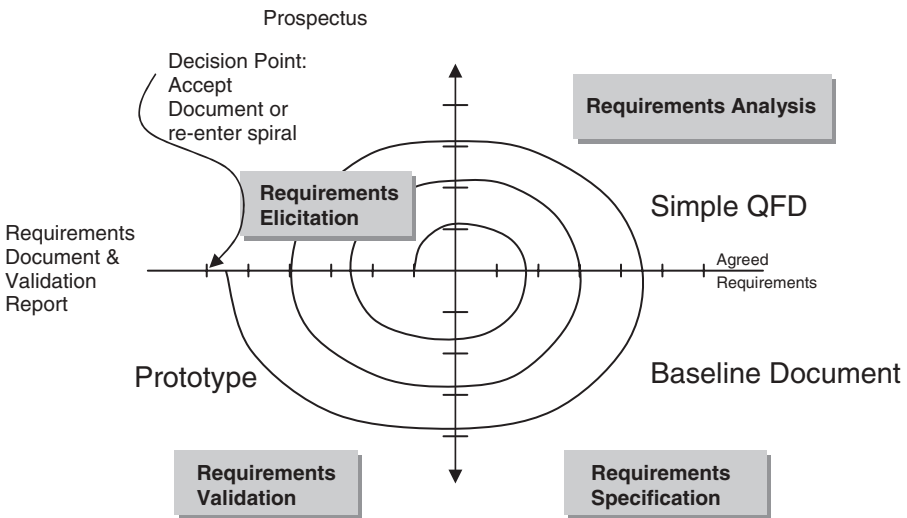 Prospectus
Decision Point:
Accept
Document or
re-enter spiral
Requirements Analysis
Requirements
Elicitation
Simple QFD
Requirements
Document &
Validation
Report
Agreed
Requirements
Prototype
Baseline Document
Requirements
Validation
Requirements
Specification